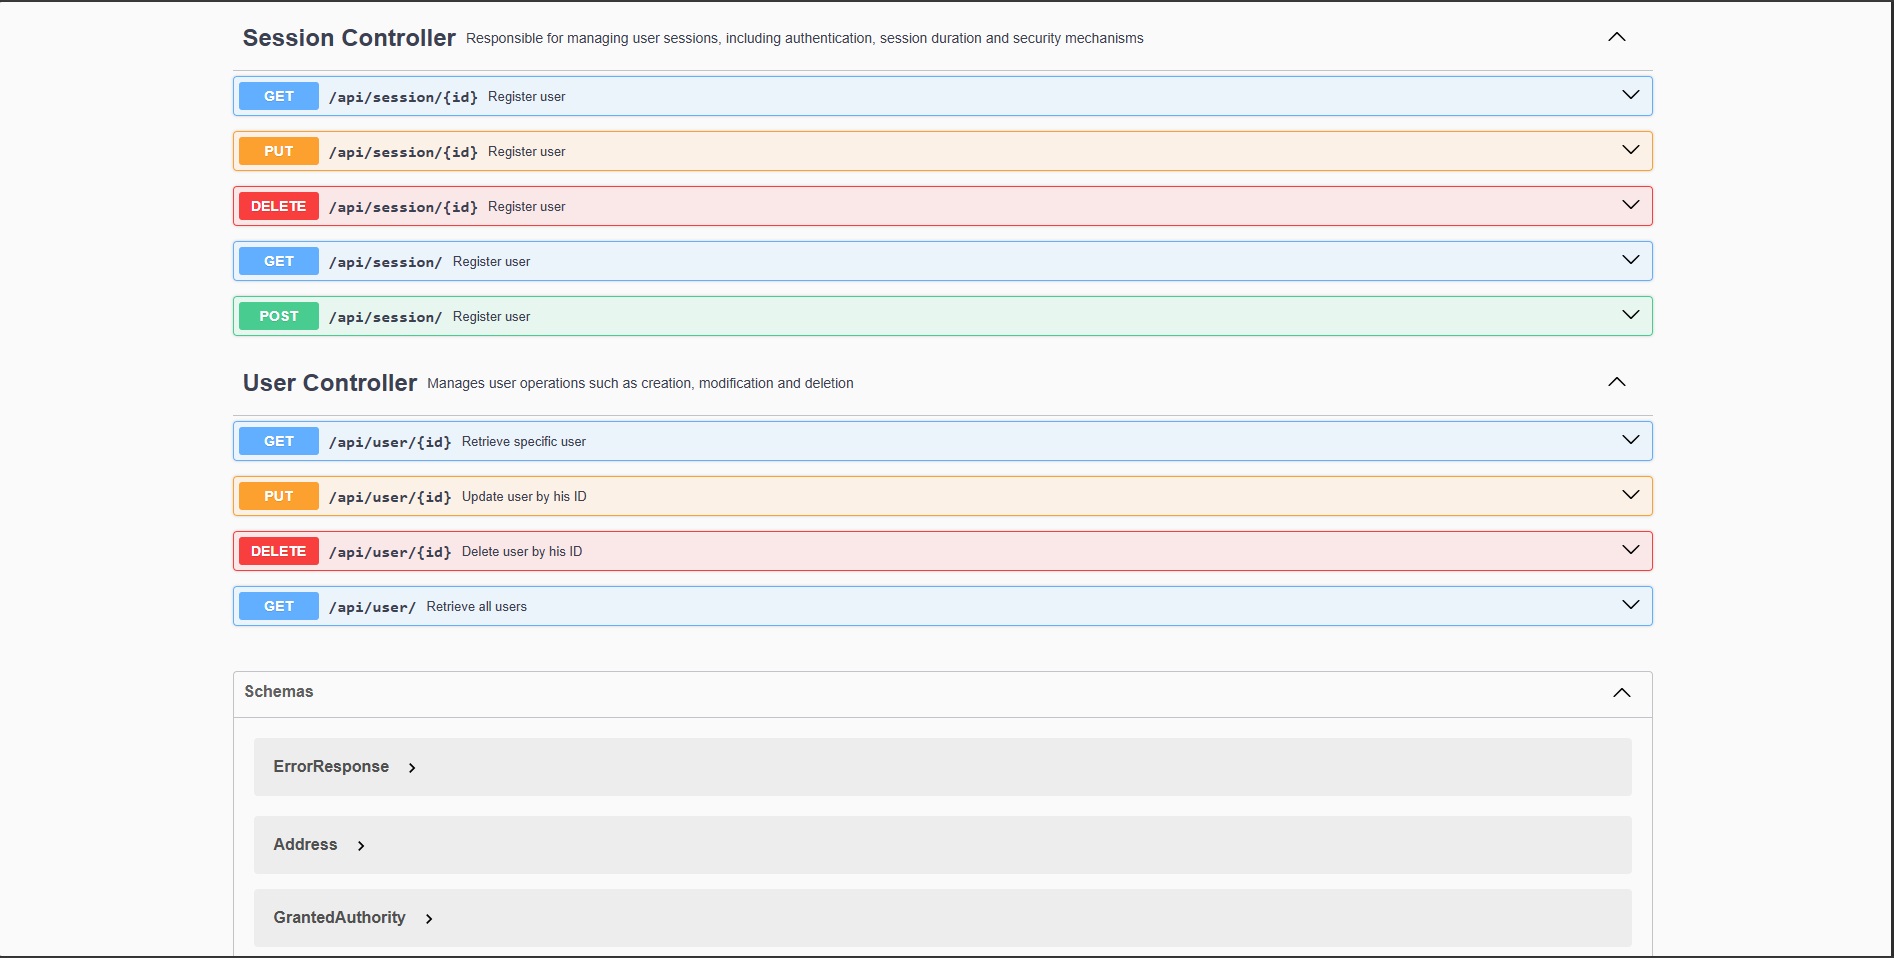 Session Controller Responsible for managing user sessions, including authentication, session duration and security mechanisms
GET /api/session/{id} Register user
PUT /api/session/{id} Register user
DELETE /api/session/{id} Register user
GET /api/session/ Register user
POST /api/session/ Register user
User Controller Manages user operations such as creation, modification and deletion
GET /api/user/{id} Retrieve specific user
PUT /api/user/{id} Update user by his ID
DELETE /api/user/{id} Delete user by his ID
GET /api/user/ Retrieve all users
Schemas
ErrorResponse
Address
GrantedAuthority